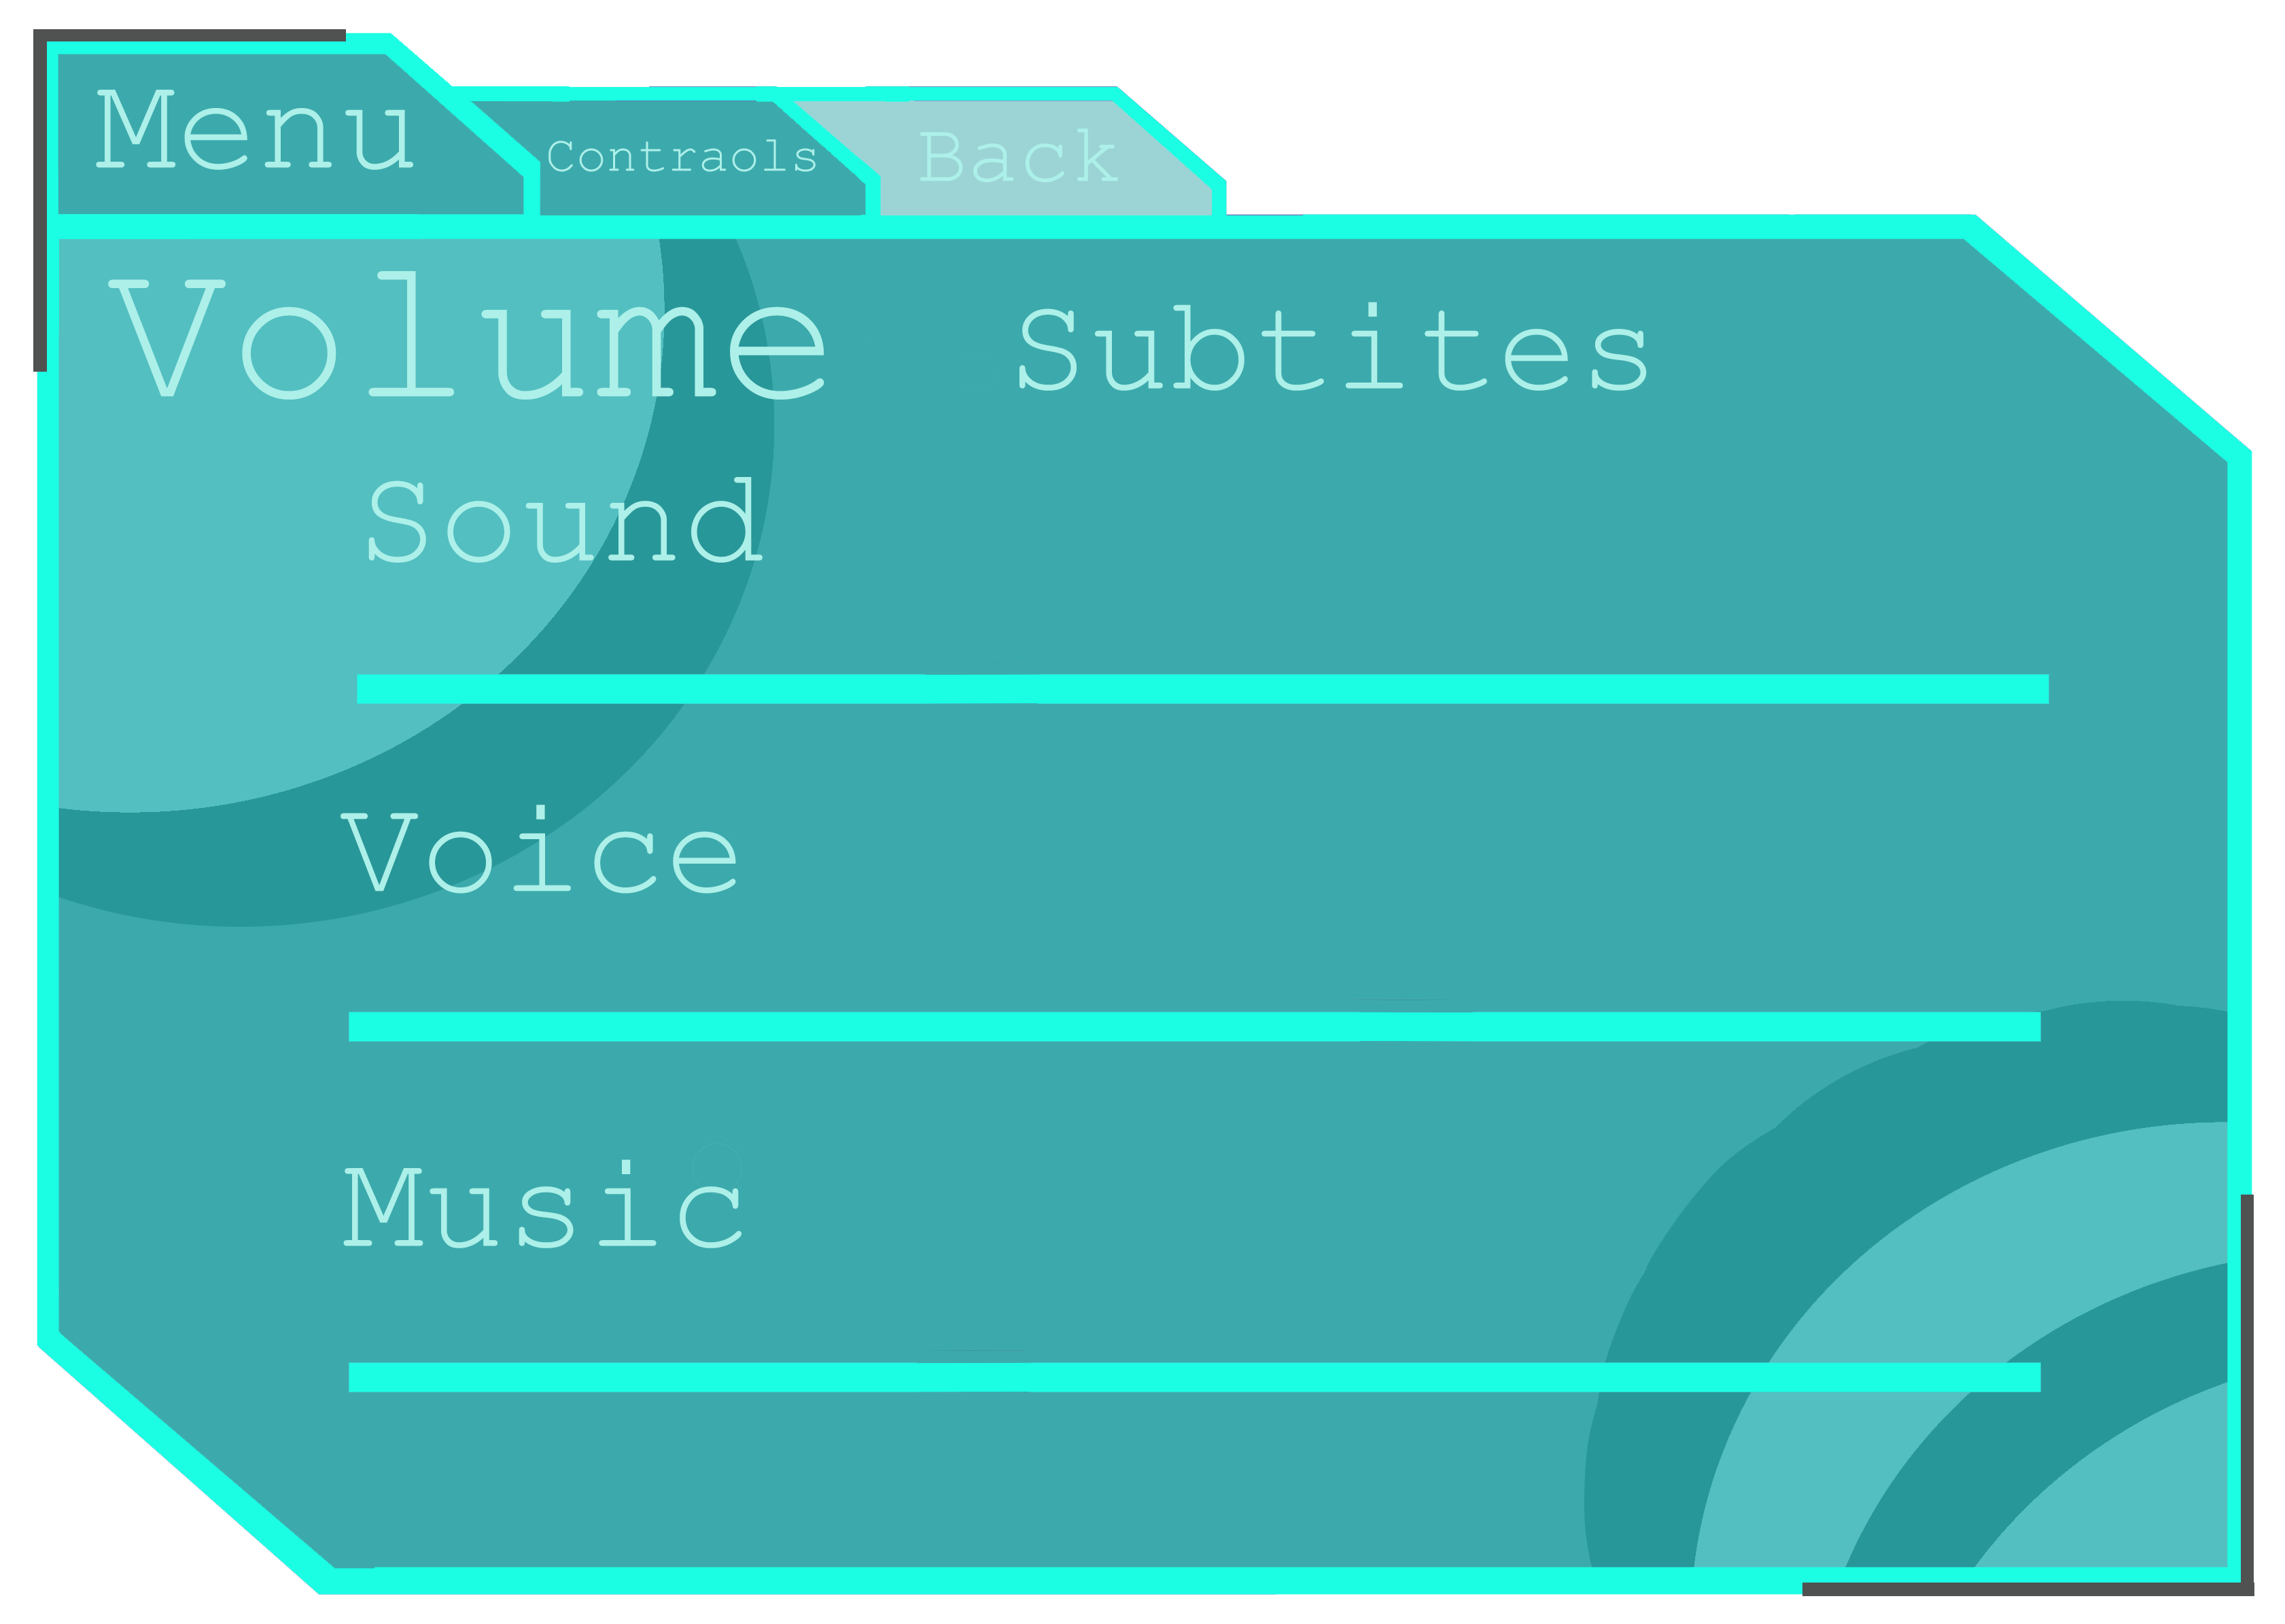 Menu
Contraols
Back
Volume
Subtites
Sound
Voice
Music